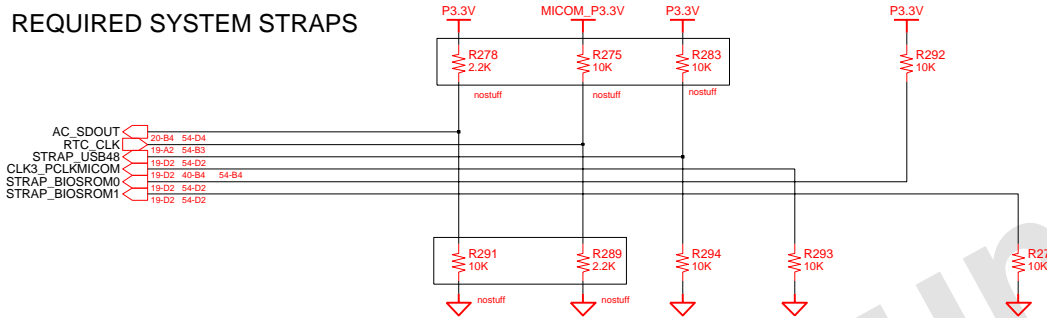 REQUIRED SYSTEM STRAPS
P3.3V
MICOM_P3.3V
P3.3V
P3.3V
R278
2.2K
nostuff
R275
10K
nostuff
R283
10K
nostuff
R292
10K
AC_SDOUT
20-B4 54-D4
RTC_CLK
19-A2 54-B3
STRAP_USB48
19-D2 54-D2
CLK3_PCLKMICOM
19-D2 40-B4 54-B4
STRAP_BIOSROM0
19-D2 54-D2
STRAP_BIOSROM1
19-D2 54-D2
R291
10K
nostuff
R289
2.2K
nostuff
R294
10K
R293
10K
R27
10K